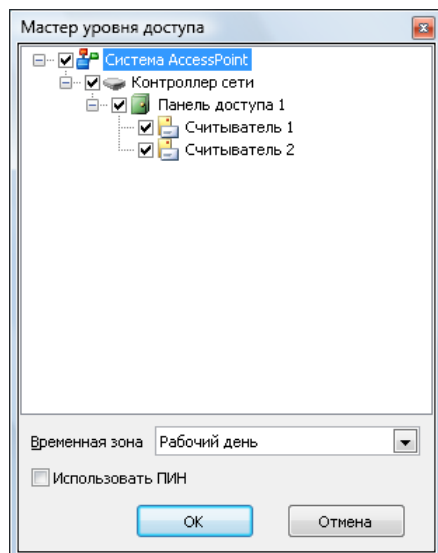 Мастер уровня доступа
Система AccessPoint
Контроллер сети
Панель доступа 1
Считыватель 1
Считыватель 2
Временная зона Рабочий день
Использовать ПИН
ОК Отмена